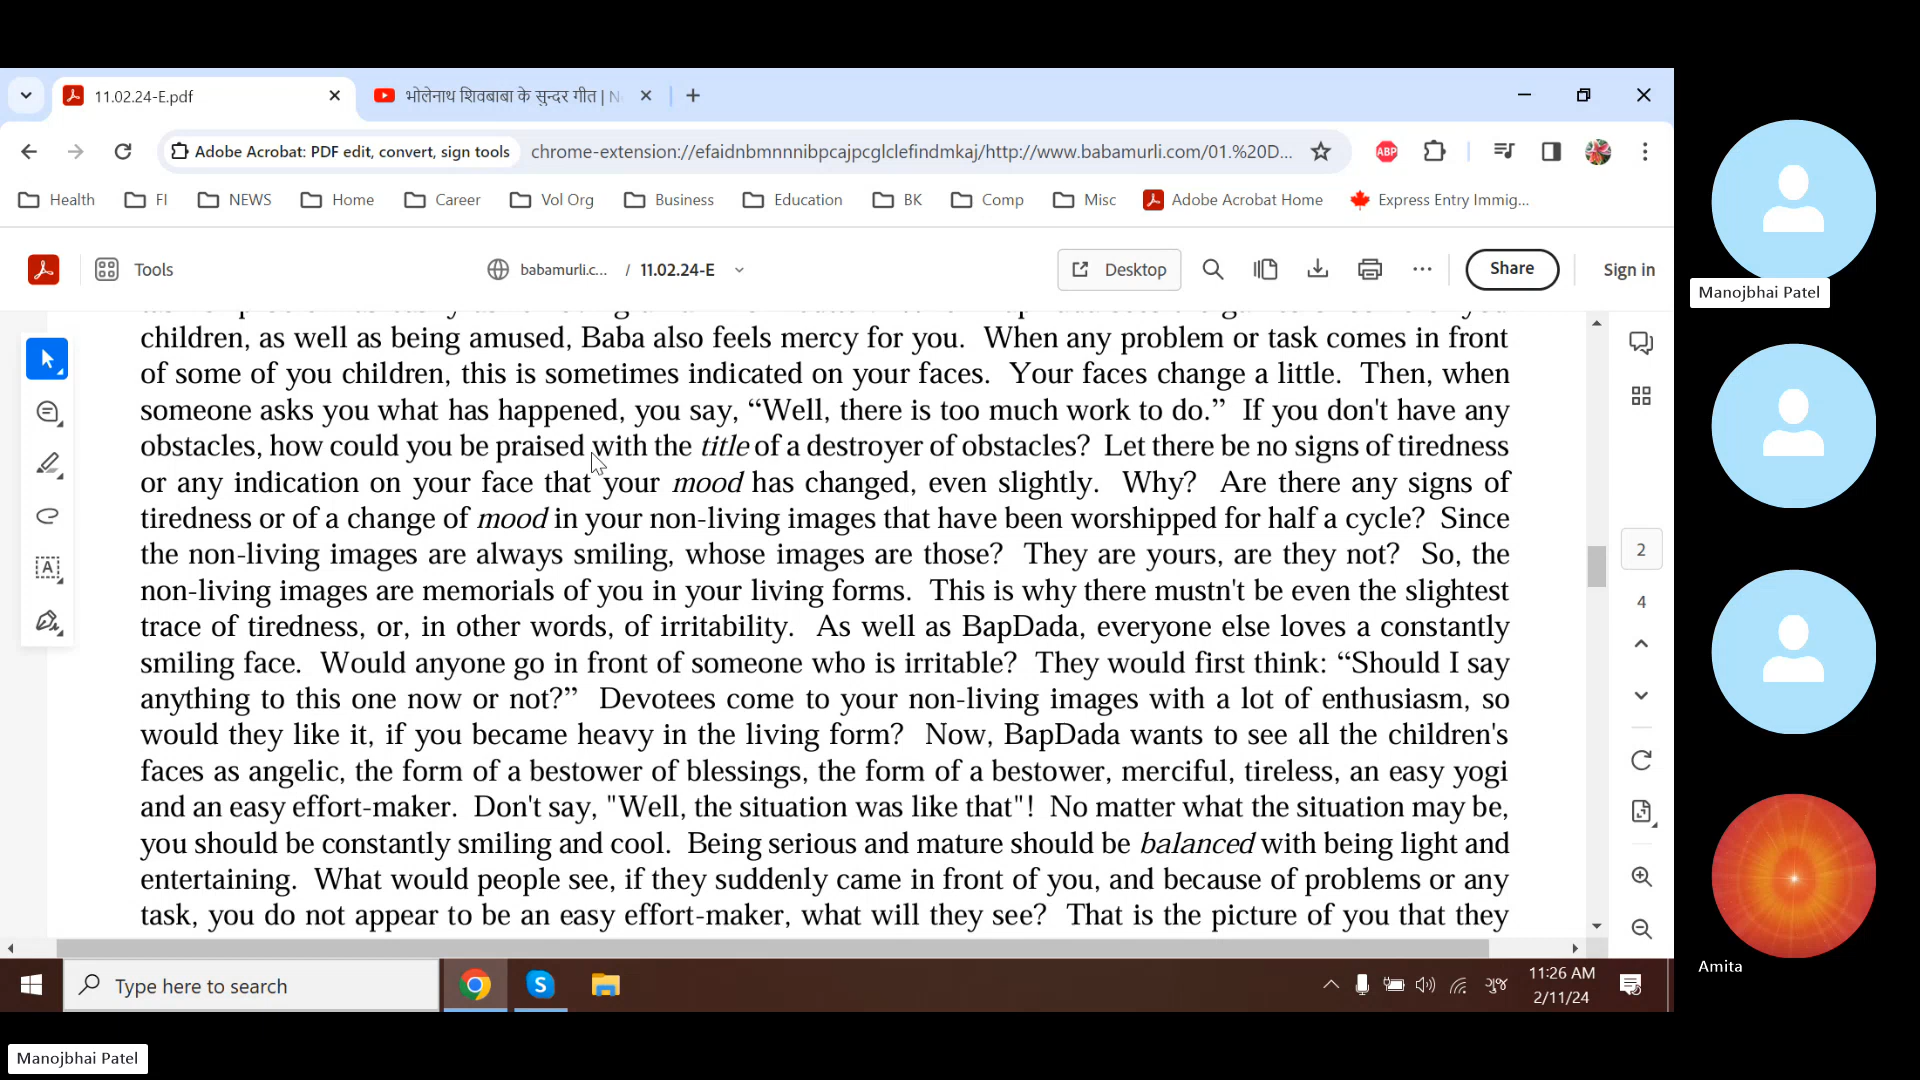 11.02.24-E.pdf
भोलेनाथ शिवबाबा के सुन्दर गीत | N
Adobe Acrobat: PDF edit, convert, sign tools
chrome-extension://efaidnbmnnnibpcajpcglclefindmkaj/http://www.babamurli.com/01.%20D...
ABP
Health
FI
NEWS
Home
Career
Vol Org
Business
Education
BK
Comp
Misc
Adobe Acrobat Home
Express Entry Immig...
Tools
babamurli.c... / 11.02.24-E
Desktop
Share
Sign in
children, as well as being amused, Baba also feels mercy for you. When any problem or task comes in front
of some of you children, this is sometimes indicated on your faces. Your faces change a little. Then, when
someone asks you what has happened, you say, “Well, there is too much work to do.” If you don't have any
obstacles, how could you be praised with the title of a destroyer of obstacles? Let there be no signs of tiredness
or any indication on your face that your mood has changed, even slightly. Why? Are there any signs of
tiredness or of a change of mood in your non-living images that have been worshipped for half a cycle? Since
the non-living images are always smiling, whose images are those? They are yours, are they not? So, the
non-living images are memorials of you in your living forms. This is why there mustn't be even the slightest
trace of tiredness, or, in other words, of irritability. As well as BapDada, everyone else loves a constantly
smiling face. Would anyone go in front of someone who is irritable? They would first think: “Should I say
anything to this one now or not?” Devotees come to your non-living images with a lot of enthusiasm, so
would they like it, if you became heavy in the living form? Now, BapDada wants to see all the children's
faces as angelic, the form of a bestower of blessings, the form of a bestower, merciful, tireless, an easy yogi
and an easy effort-maker. Don't say, "Well, the situation was like that"! No matter what the situation may be,
you should be constantly smiling and cool. Being serious and mature should be balanced with being light and
entertaining. What would people see, if they suddenly came in front of you, and because of problems or any
task, you do not appear to be an easy effort-maker, what will they see? That is the picture of you that they
2
4
Type here to search
ગુજ
11:26 AM
2/11/24
Manojbhai Patel
Amita
Manojbhai Patel